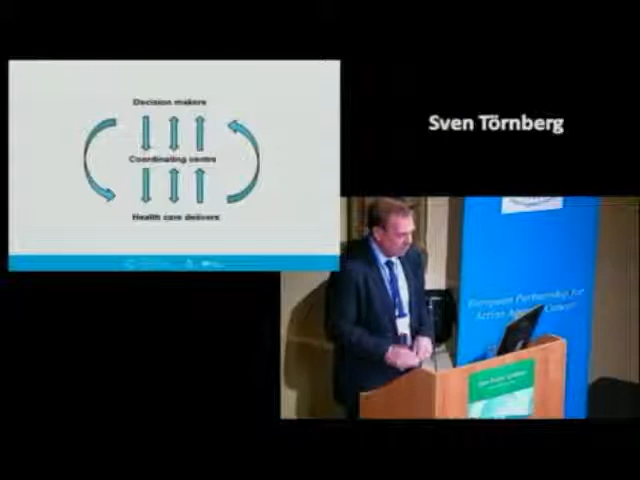 Decision makers
Coordinating centre
Health care delivers
Sven Törnberg
European Partnership for
Action Against Cancer